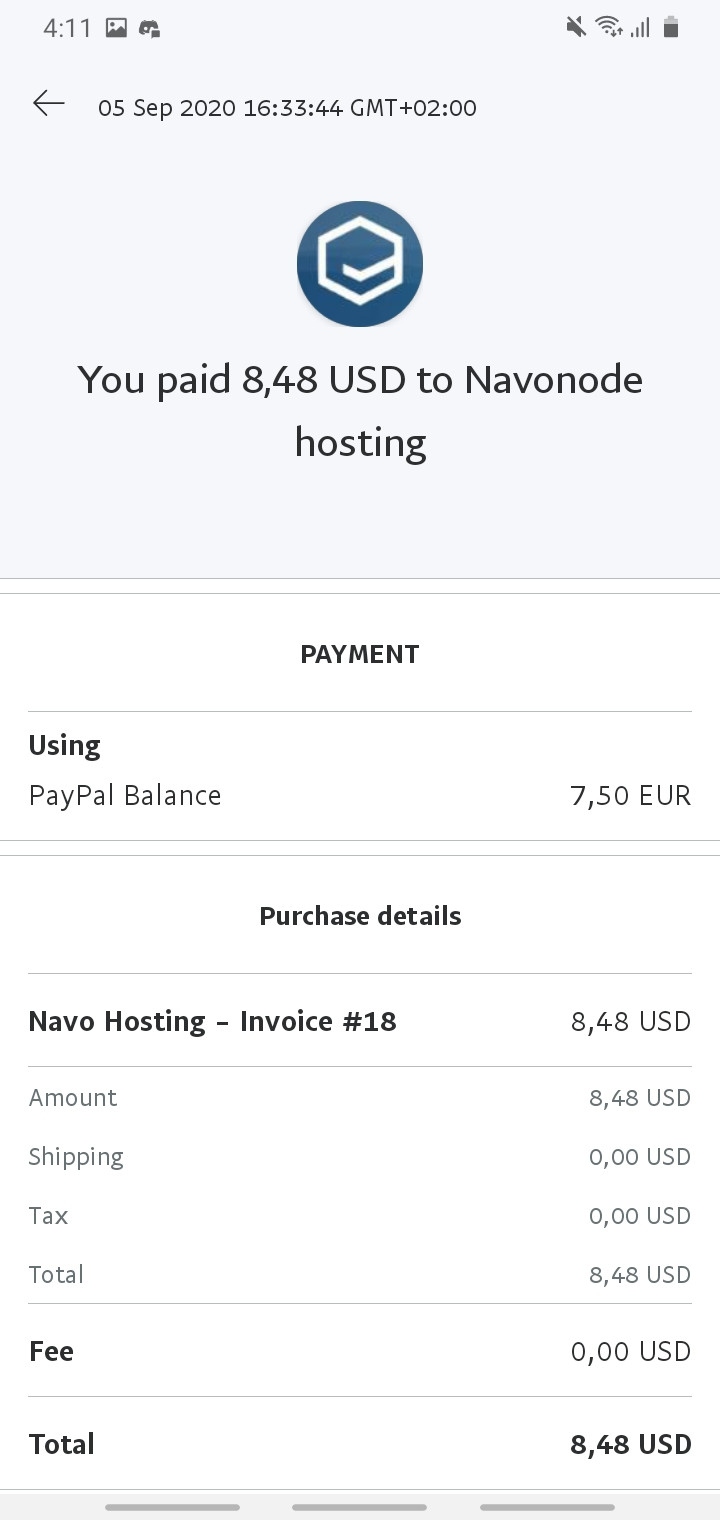 4:11
05 Sep 2020 16:33:44 GMT+02:00
You paid 8,48 USD to Navonode
hosting
PAYMENT
Using
PayPal Balance 7,50 EUR
Purchase details
Navo Hosting - Invoice #18 8,48 USD
Amount 8,48 USD
Shipping 0,00 USD
Tax 0,00 USD
Total 8,48 USD
Fee 0,00 USD
Total 8,48 USD